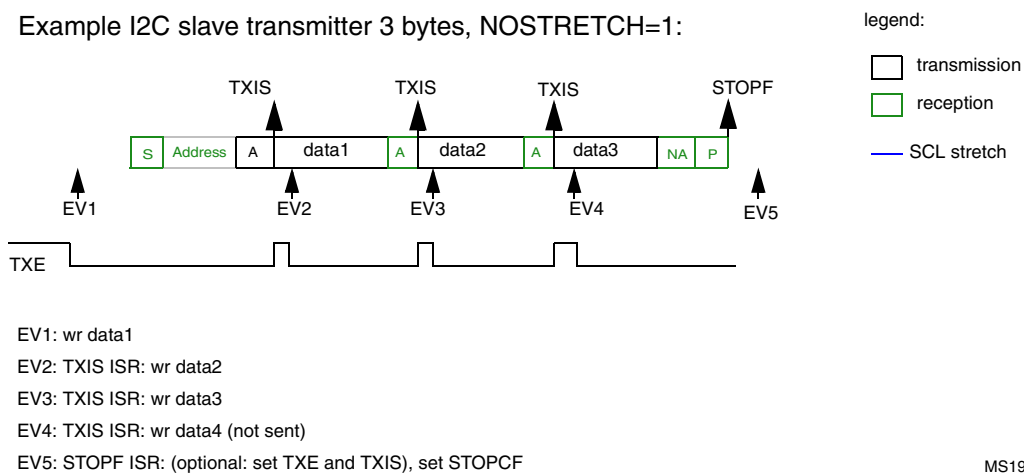 Example I2C slave transmitter 3 bytes, NOSTRETCH=1:
legend:
transmission
reception
SCL stretch
TXIS TXIS TXIS STOPF
S Address A data1 A data2 A data3 NA P
EV1 EV2 EV3 EV4 EV5
TXE
EV1: wr data1
EV2: TXIS ISR: wr data2
EV3: TXIS ISR: wr data3
EV4: TXIS ISR: wr data4 (not sent)
EV5: STOPF ISR: (optional: set TXE and TXIS), set STOPCF
MS19